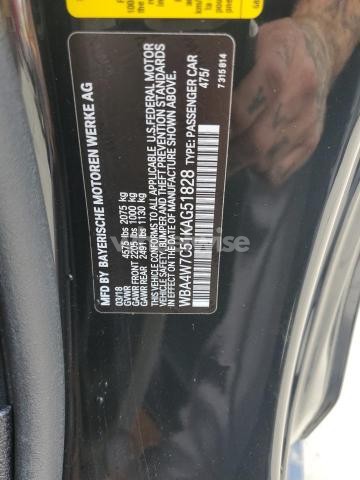 MFD BY BAYERISCHE MOTOREN WERKE AG
03/18
GVWR 4575 lbs 2075 kg
GAWR FRONT 2205 lbs 1000 kg
GAWR REAR 2491 lbs 1130 kg
THIS VEHICLE CONFORMS TO ALL APPLICABLE U.S. FEDERAL MOTOR
VEHICLE SAFETY, BUMPER, AND THEFT PREVENTION STANDARDS
IN EFFECT ON THE DATE OF MANUFACTURE SHOWN ABOVE.
WBA4W7C51KAG51828 TYPE: PASSENGER CAR
475/
7 315 814